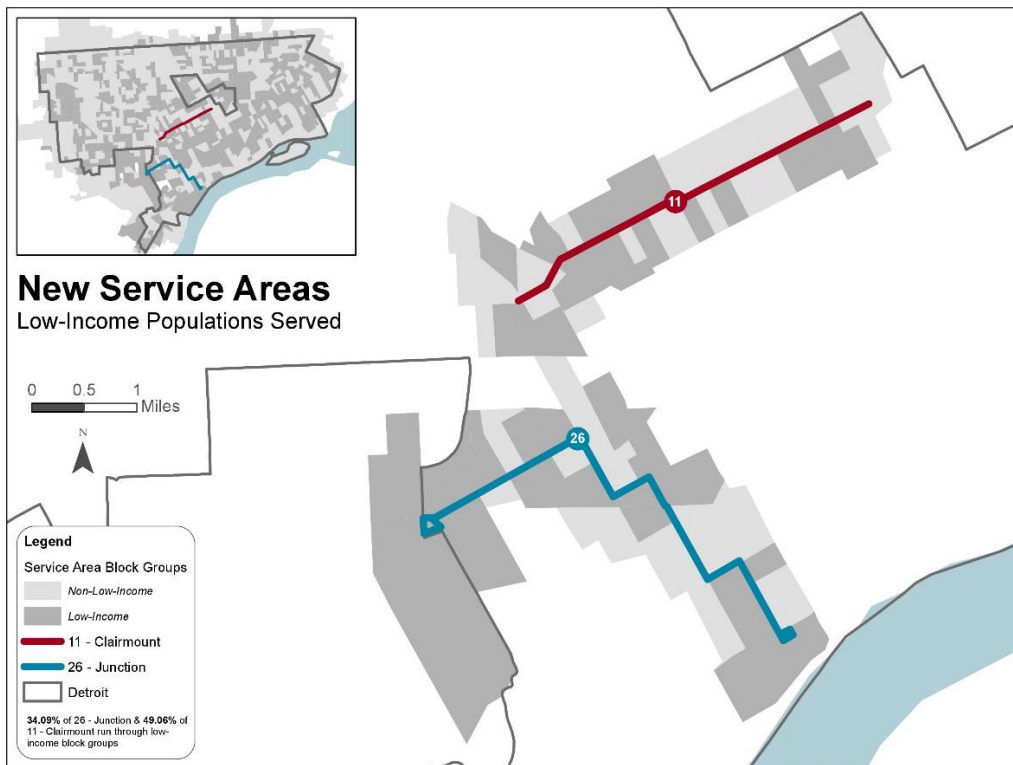 New Service Areas
Low-Income Populations Served
0 0.5 1
Miles
N
11
26
Legend
Service Area Block Groups
Non-Low-Income
Low-Income
11 - Clairmount
26 - Junction
Detroit
34.09% of 26 - Junction & 49.06% of
11 - Clairmount run through low-
income block groups